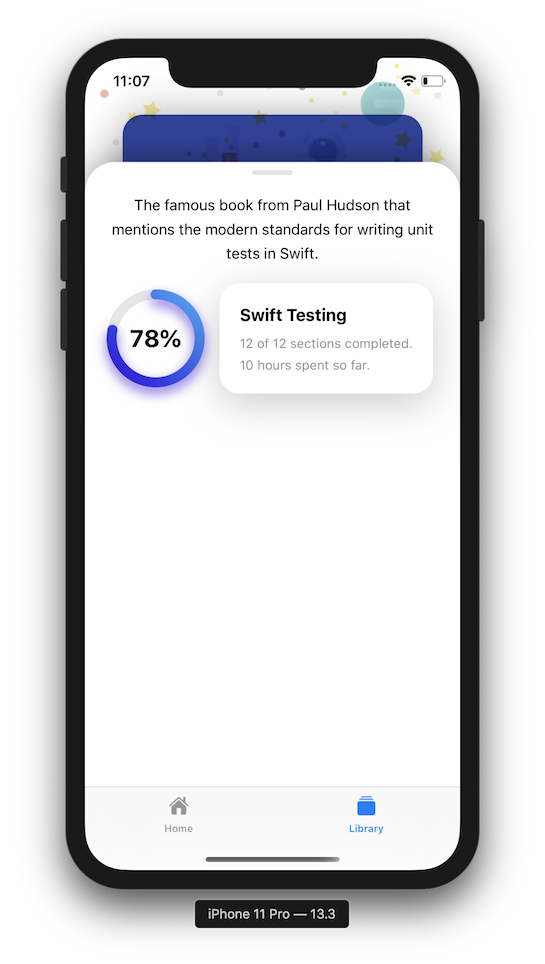 11:07
The famous book from Paul Hudson that
mentions the modern standards for writing unit
tests in Swift.
78%
Swift Testing
12 of 12 sections completed.
10 hours spent so far.
Home
Library
iPhone 11 Pro — 13.3